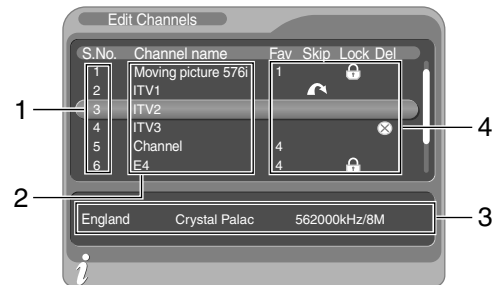 Edit Channels
S.No. Channel name Fav Skip Lock Del
1 Moving picture 576i 1
2 ITV1
3 ITV2
4 ITV3
5 Channel 4
6 E4 4
England Crystal Palac 562000kHz/8M
i
1
2
3
4